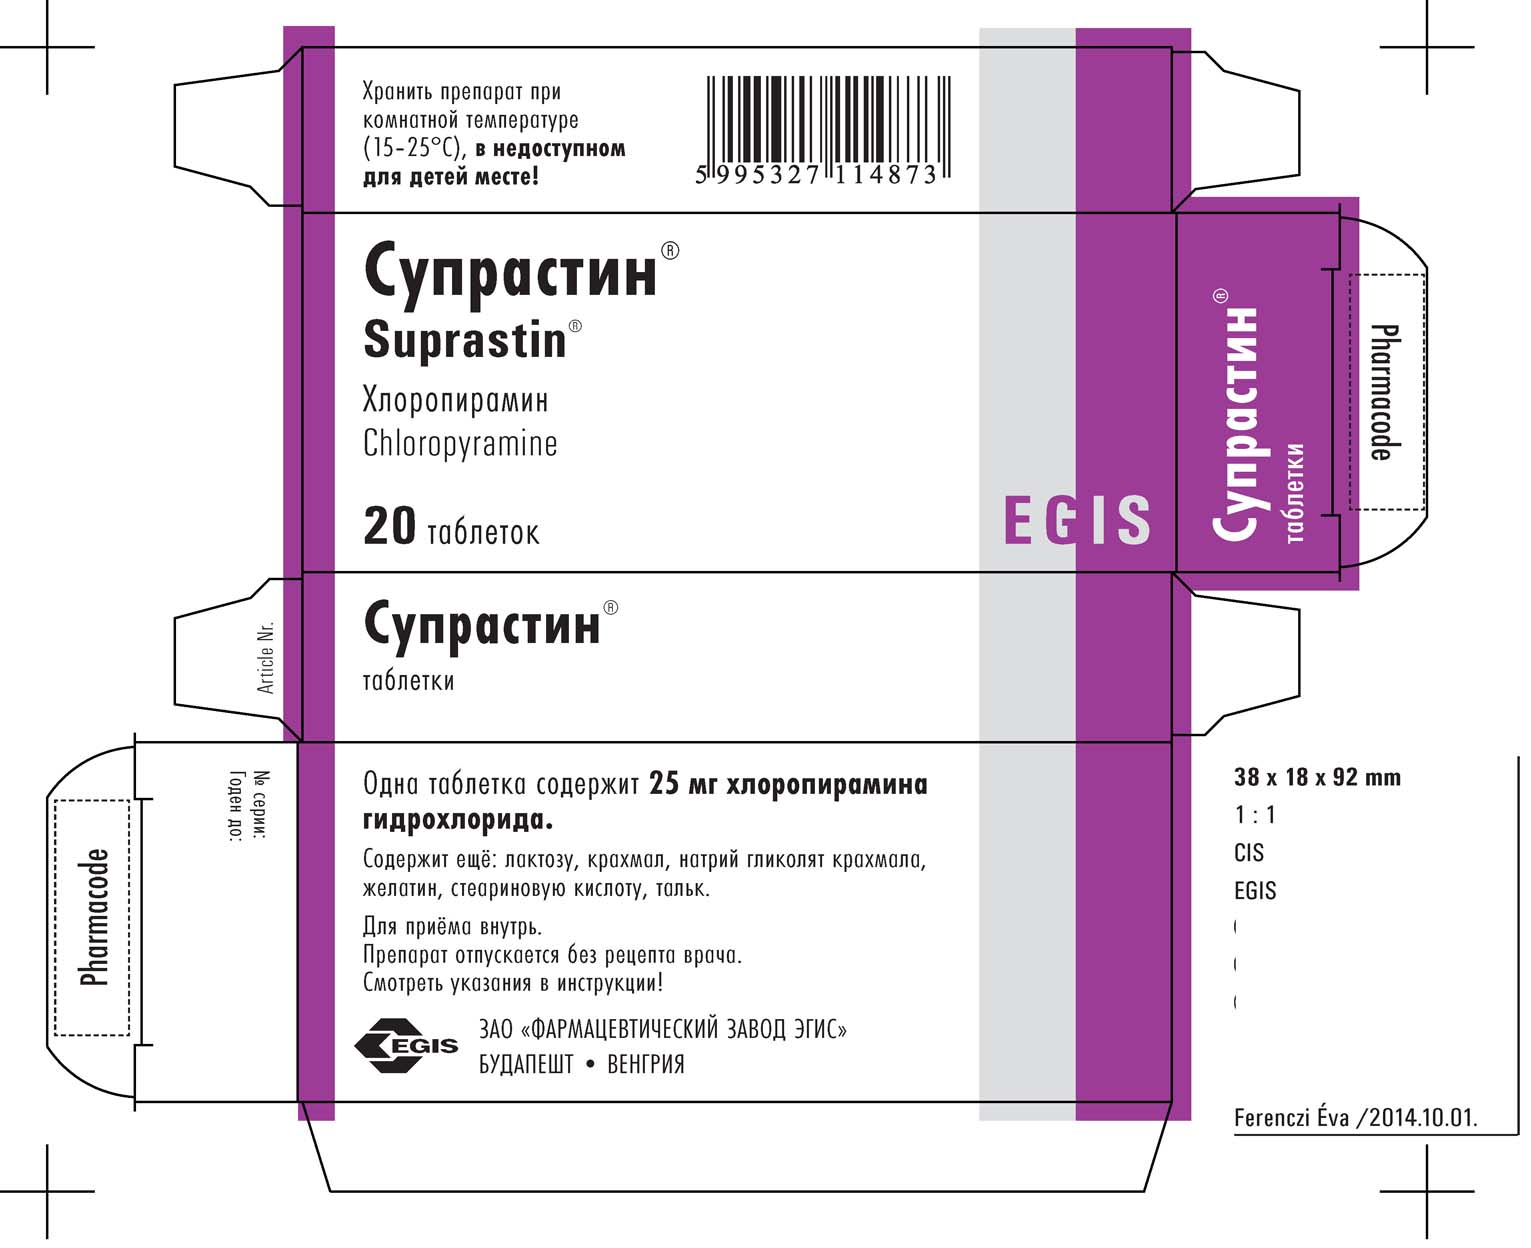 Хранить препарат при
комнатной температуре
(15-25°C), в недоступном
для детей месте!
5 995327 114873
Супрастин®
Suprastin®
Хлоропирамин
Chloropyramine
20 таблеток
EGIS
Супрастин®
таблетки
Pharmacode
Article Nr.
Супрастин®
таблетки
Pharmacode
№ серии:
Годен до:
Одна таблетка содержит 25 мг хлоропирамина
гидрохлорида.
Содержит ещё: лактозу, крахмал, натрий гликолят крахмала,
желатин, стеариновую кислоту, тальк.
Для приёма внутрь.
Препарат отпускается без рецепта врача.
Смотреть указания в инструкции!
EGIS
ЗАО «ФАРМАЦЕВТИЧЕСКИЙ ЗАВОД ЭГИС»
БУДАПЕШТ • ВЕНГРИЯ
38 x 18 x 92 mm
1 : 1
CIS
EGIS
Ferenczi Éva /2014.10.01.